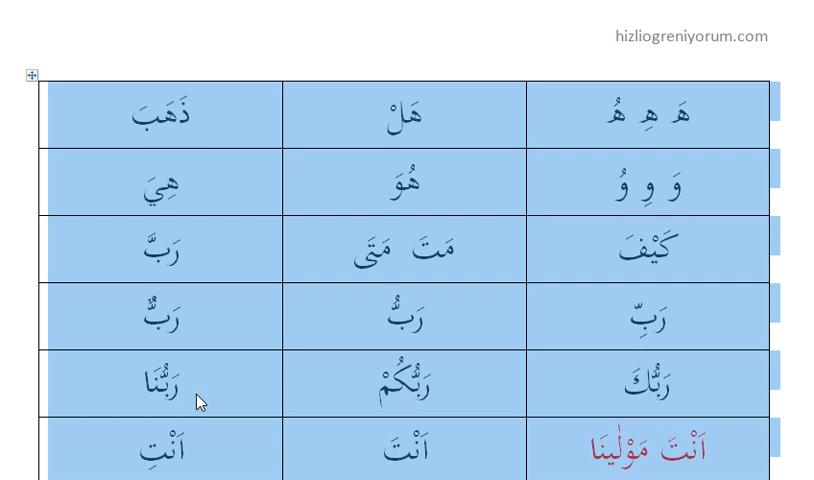 hizliogreniyorum.com
هَ هِ هُ
هَلْ
ذَهَبَ
وَ وِ وُ
هُوَ
هِيَ
كَيْفَ
مَتَ مَتَى
رَبَّ
رَبِّ
رَبُّ
رَبٌّ
رَبُّكَ
رَبُّكُمْ
رَبُّنَا
اَنْتَ مَوْلٰينَا
اَنْتَ
اَنْتِ